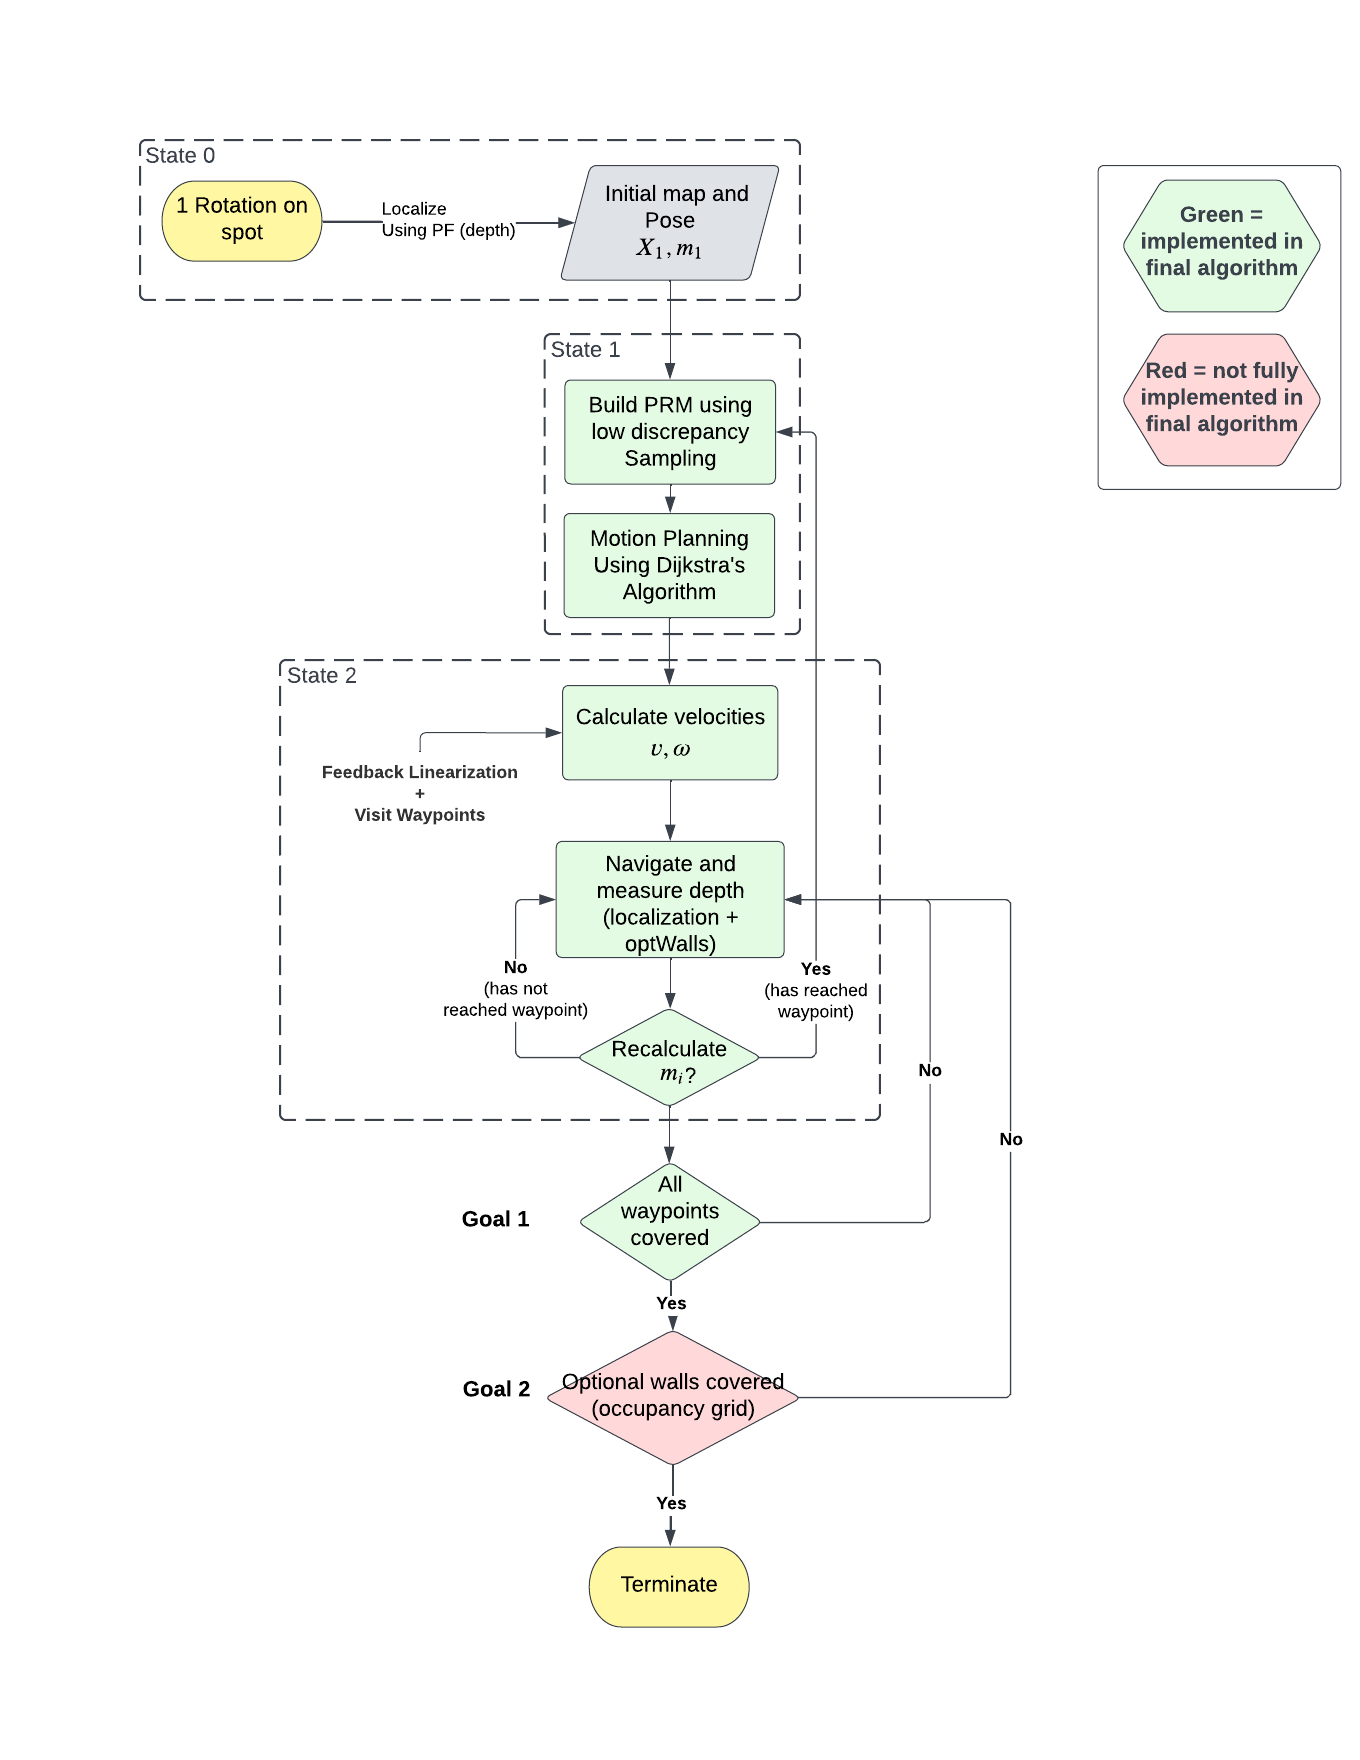 State 0
1 Rotation on
spot
Localize
Using PF (depth)
Initial map and
Pose
X₁, m₁
Green =
implemented in
final algorithm
Red = not fully
implemented in
final algorithm
State 1
Build PRM using
low discrepancy
Sampling
Motion Planning
Using Dijkstra's
Algorithm
State 2
Calculate velocities
υ, ω
Feedback Linearization
+
Visit Waypoints
Navigate and
measure depth
(localization +
optWalls)
No
(has not
reached waypoint)
Yes
(has reached
waypoint)
Recalculate
mᵢ?
No
No
Goal 1
All
waypoints
covered
Yes
Goal 2
Optional walls covered
(occupancy grid)
Yes
Terminate